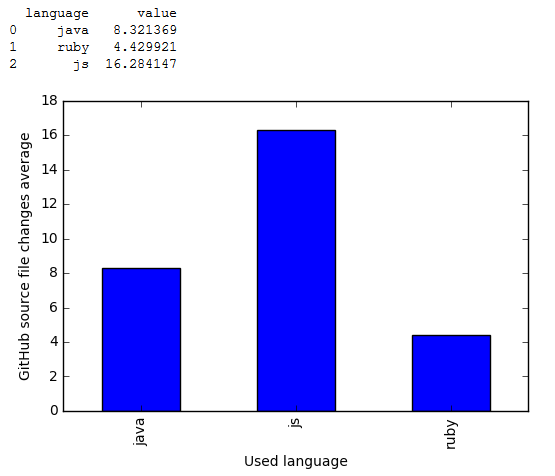 language value
0 java 8.321369
1 ruby 4.429921
2 js 16.284147
18
16
14
12
10
8
6
4
2
0
GitHub source file changes average
java
js
ruby
Used language